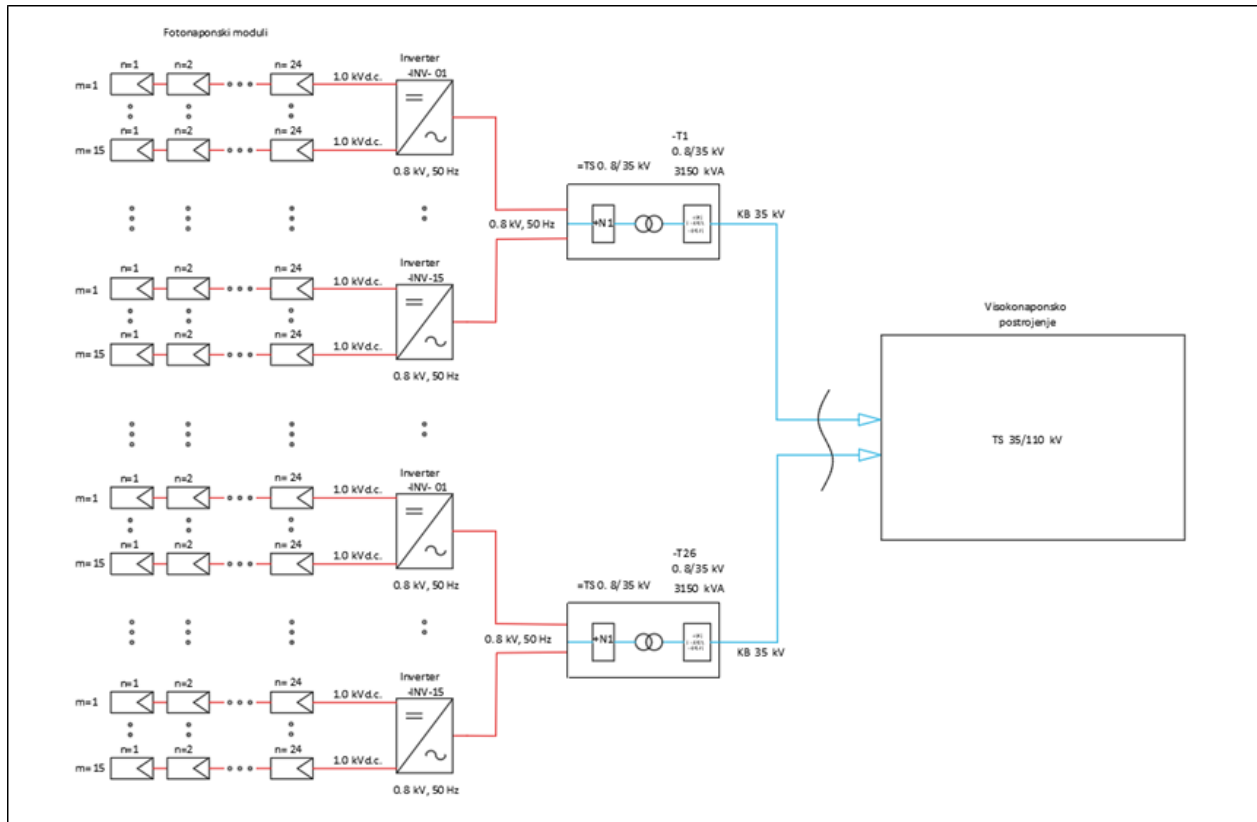 Fotonaponski moduli
n=1 n=2 n= 24
m=1
1.0 kVd.c.
Inverter
-INV- 01
n=1 n=2 n= 24
m=15
1.0 kVd.c.
0.8 kV, 50 Hz
-T1
0.8/35 kV
3150 kVA
=TS 0.8/35 kV
0.8 kV, 50 Hz
+N1
KB 35 kV
n=1 n=2 n= 24
m=1
1.0 kVd.c.
Inverter
-INV-15
n=1 n=2 n= 24
m=15
1.0 kVd.c.
0.8 kV, 50 Hz
Visokonaponsko
postrojenje
TS 35/110 kV
n=1 n=2 n= 24
m=1
1.0 kVd.c.
Inverter
-INV- 01
n=1 n=2 n= 24
m=15
1.0 kVd.c.
0.8 kV, 50 Hz
-T26
0.8/35 kV
3150 kVA
=TS 0.8/35 kV
0.8 kV, 50 Hz
+N1
KB 35 kV
n=1 n=2 n= 24
m=1
1.0 kVd.c.
Inverter
-INV-15
n=1 n=2 n= 24
m=15
1.0 kVd.c.
0.8 kV, 50 Hz